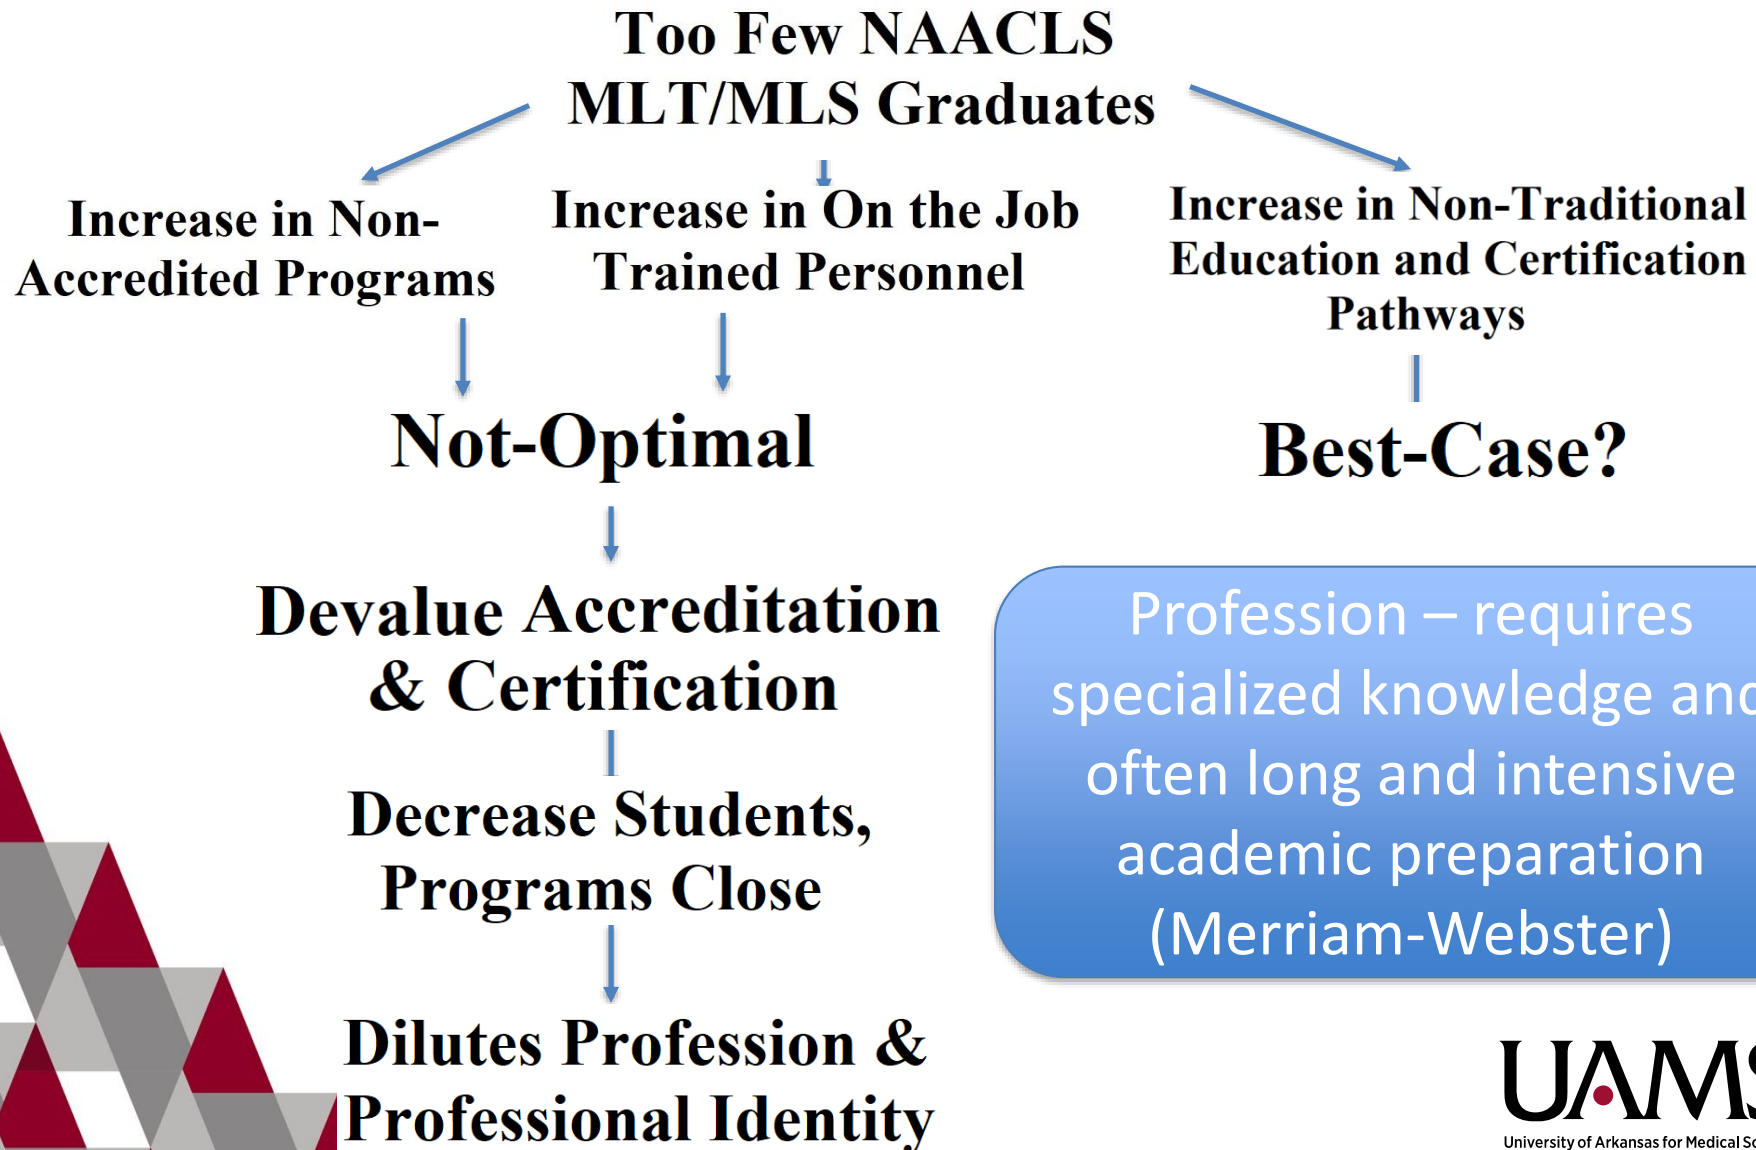 Too Few NAACLS
MLT/MLS Graduates
Increase in Non-
Accredited Programs
Increase in On the Job
Trained Personnel
Increase in Non-Traditional
Education and Certification
Pathways
Not-Optimal
Best-Case?
Devalue Accreditation
& Certification
Decrease Students,
Programs Close
Dilutes Profession &
Professional Identity
Profession – requires
specialized knowledge and
often long and intensive
academic preparation
(Merriam-Webster)
UAMS
University of Arkansas for Medical